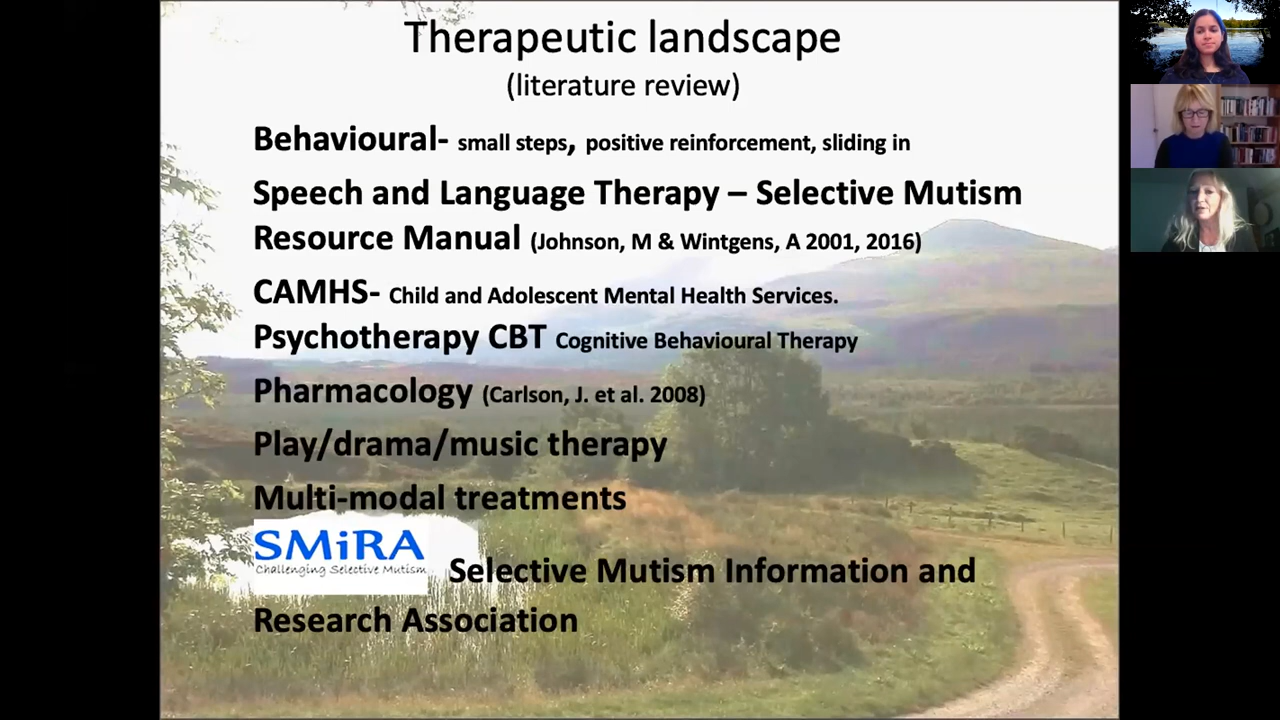 Therapeutic landscape
(literature review)
Behavioural- small steps, positive reinforcement, sliding in
Speech and Language Therapy – Selective Mutism
Resource Manual (Johnson, M & Wintgens, A 2001, 2016)
CAMHS- Child and Adolescent Mental Health Services.
Psychotherapy CBT Cognitive Behavioural Therapy
Pharmacology (Carlson, J. et al. 2008)
Play/drama/music therapy
Multi-modal treatments
SMiRA
Challenging Selective Mutism
Selective Mutism Information and
Research Association